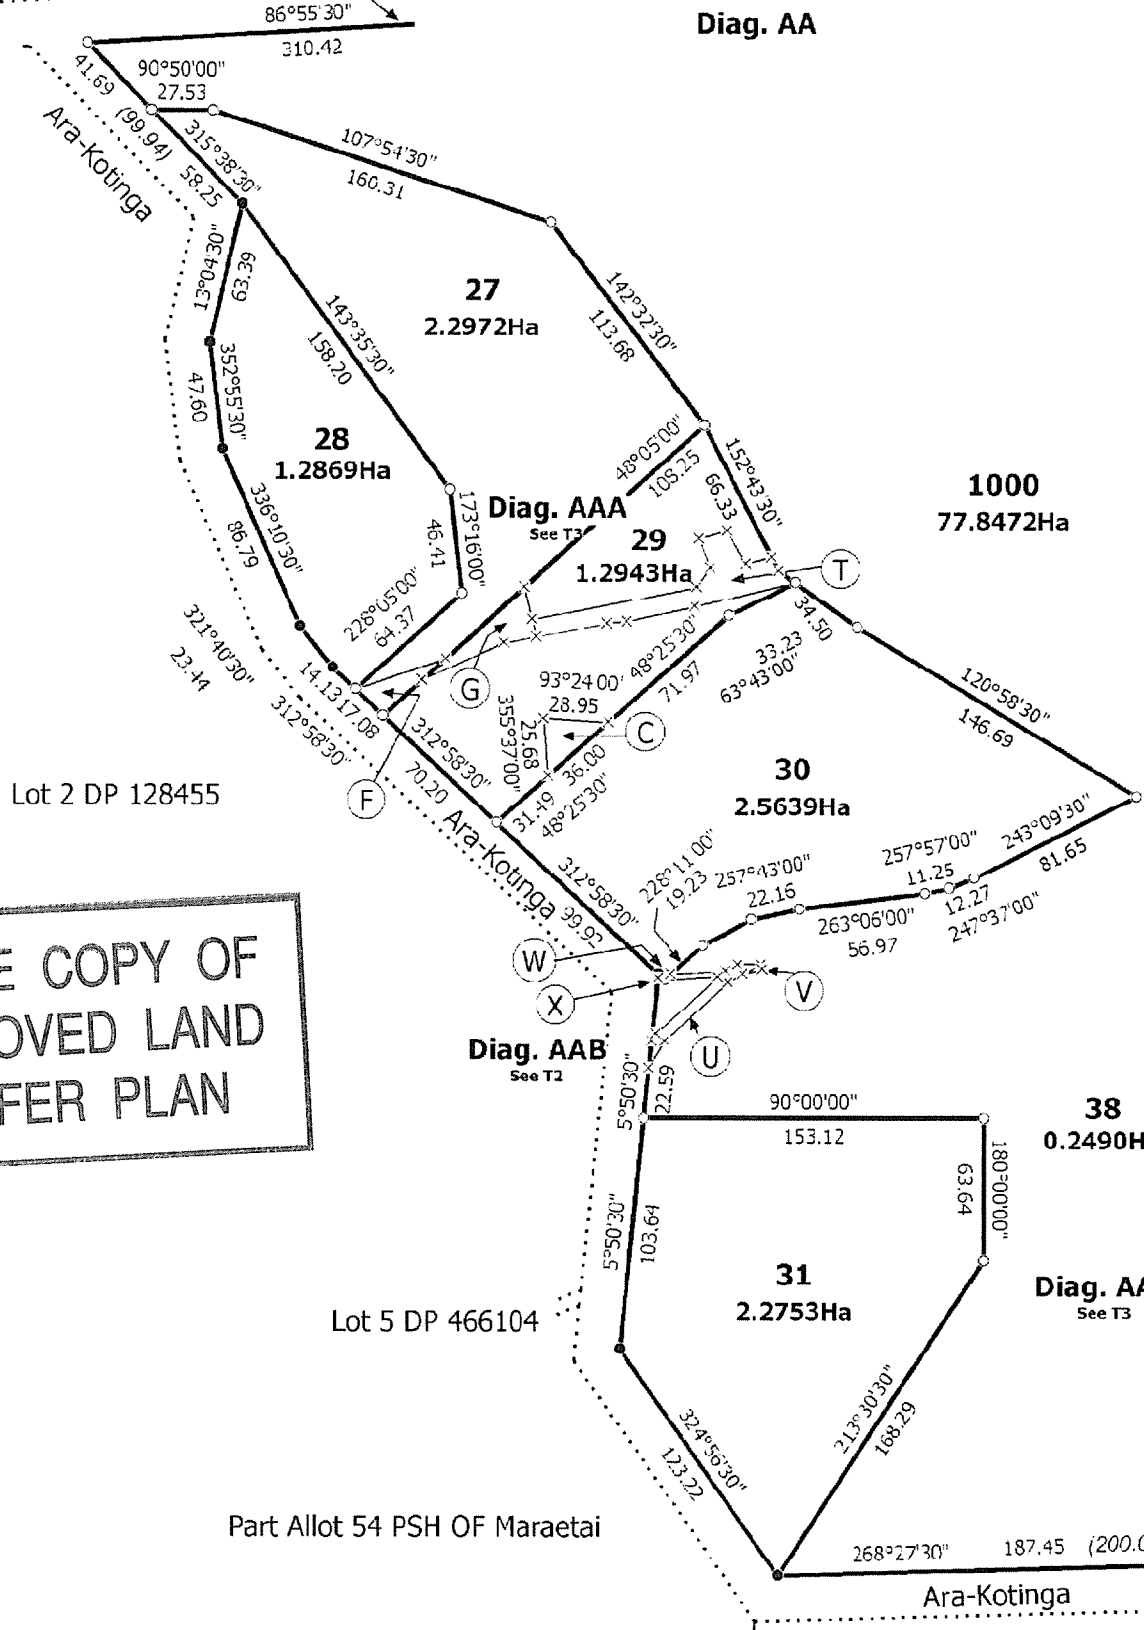 Diag. AA
86°55'30"
310.42
41.69
90°50'00"
27.53
(99.94)
315°38'30"
58.25
Ara-Kotinga
107°54'30"
160.31
13°04'30"
63.39
27
2.2972Ha
142°32'30"
113.68
143°35'30"
158.20
352°55'30"
47.60
28
1.2869Ha
48°05'00"
108.25
152°43'30"
66.33
1000
77.8472Ha
336°10'30"
86.79
173°16'00"
46.41
Diag. AAA
See T3
29
1.2943Ha
T
228°05'00"
64.37
34.50
321°40'30"
23.44
14.13
17.08
312°58'30"
G
93°24'00'
28.95
48°25'30"
71.97
33.23
63°43'00"
120°58'30"
146.69
355°37'00"
25.68
C
36.00
312°58'30"
70.20
F
31.49
48°25'30"
30
2.5639Ha
Lot 2 DP 128455
Ara-Kotinga
312°58'30"
99.92
228°11'00"
19.23
257°43'00"
22.16
257°57'00"
11.25
243°09'30"
81.65
12.27
247°37'00"
263°06'00"
56.97
E COPY OF
OVED LAND
FER PLAN
W
X
V
U
Diag. AAB
See T2
5°50'30"
22.59
90°00'00"
153.12
38
0.2490H
180°00'00"
63.64
5°50'30"
103.64
31
2.2753Ha
Diag. AA
See T3
Lot 5 DP 466104
213°30'30"
168.29
324°56'30"
123.22
Part Allot 54 PSH OF Maraetai
268°27'30"
187.45
(200.0
Ara-Kotinga